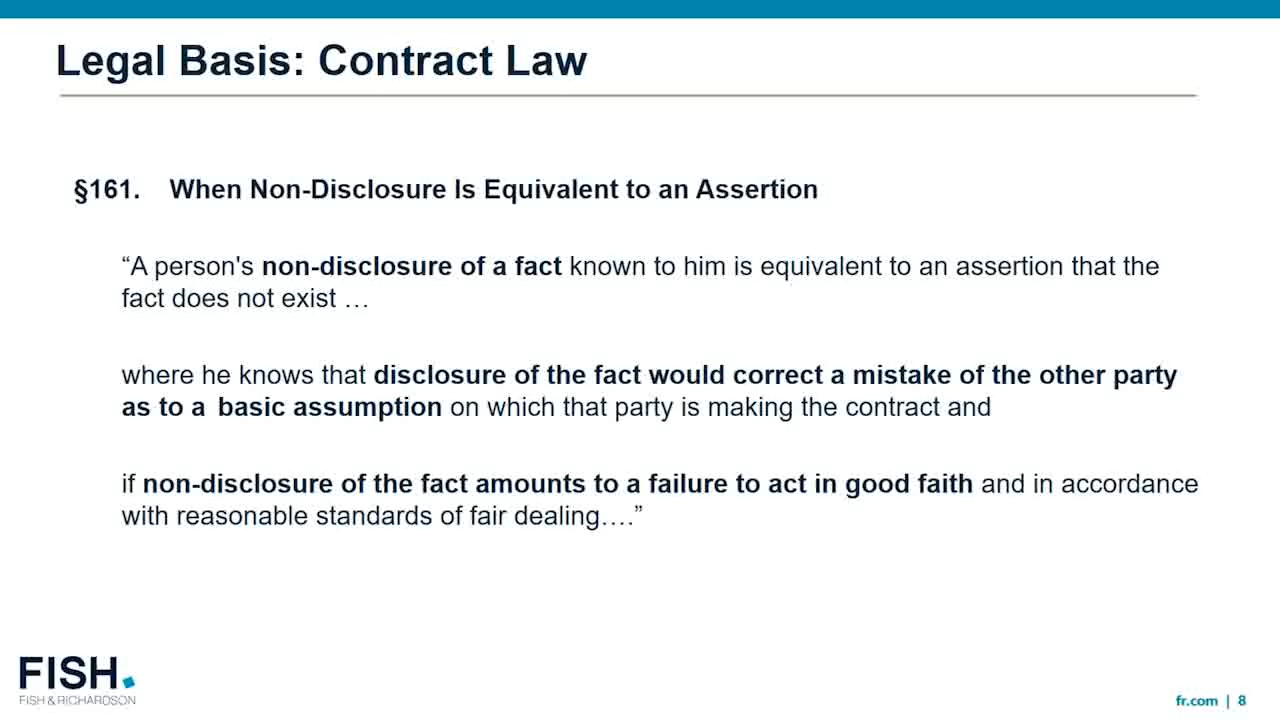 Legal Basis: Contract Law
§161. When Non-Disclosure Is Equivalent to an Assertion
“A person's non-disclosure of a fact known to him is equivalent to an assertion that the
fact does not exist …
where he knows that disclosure of the fact would correct a mistake of the other party
as to a basic assumption on which that party is making the contract and
if non-disclosure of the fact amounts to a failure to act in good faith and in accordance
with reasonable standards of fair dealing….”
FISH.
FISH & RICHARDSON
fr.com | 8